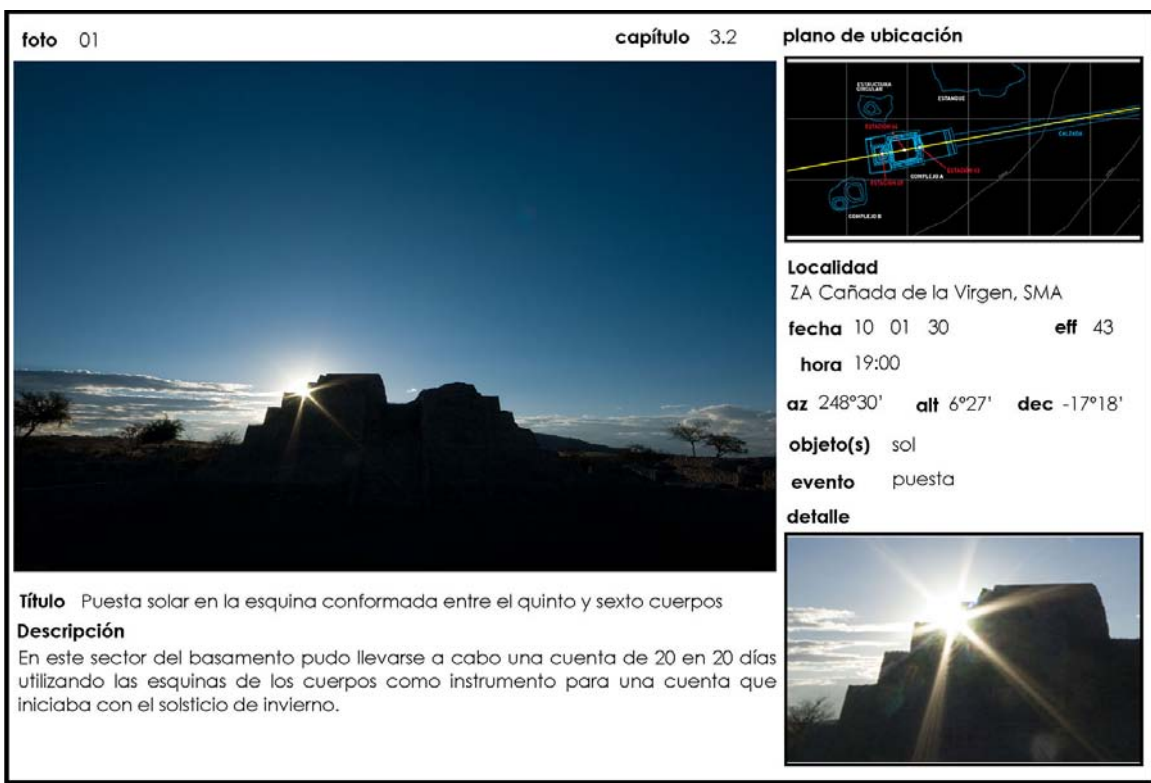 foto 01
capítulo 3.2
plano de ubicación
ESTRUCTURA
CIRCULAR
ESTANQUE
CALZADA
COMPLEJO A
COMPLEJO B
Localidad
ZA Cañada de la Virgen, SMA
fecha 10 01 30 eff 43
hora 19:00
az 248°30' alt 6°27' dec -17°18'
objeto(s) sol
evento puesta
detalle
Título Puesta solar en la esquina conformada entre el quinto y sexto cuerpos
Descripción
En este sector del basamento pudo llevarse a cabo una cuenta de 20 en 20 días
utilizando las esquinas de los cuerpos como instrumento para una cuenta que
iniciaba con el solsticio de invierno.